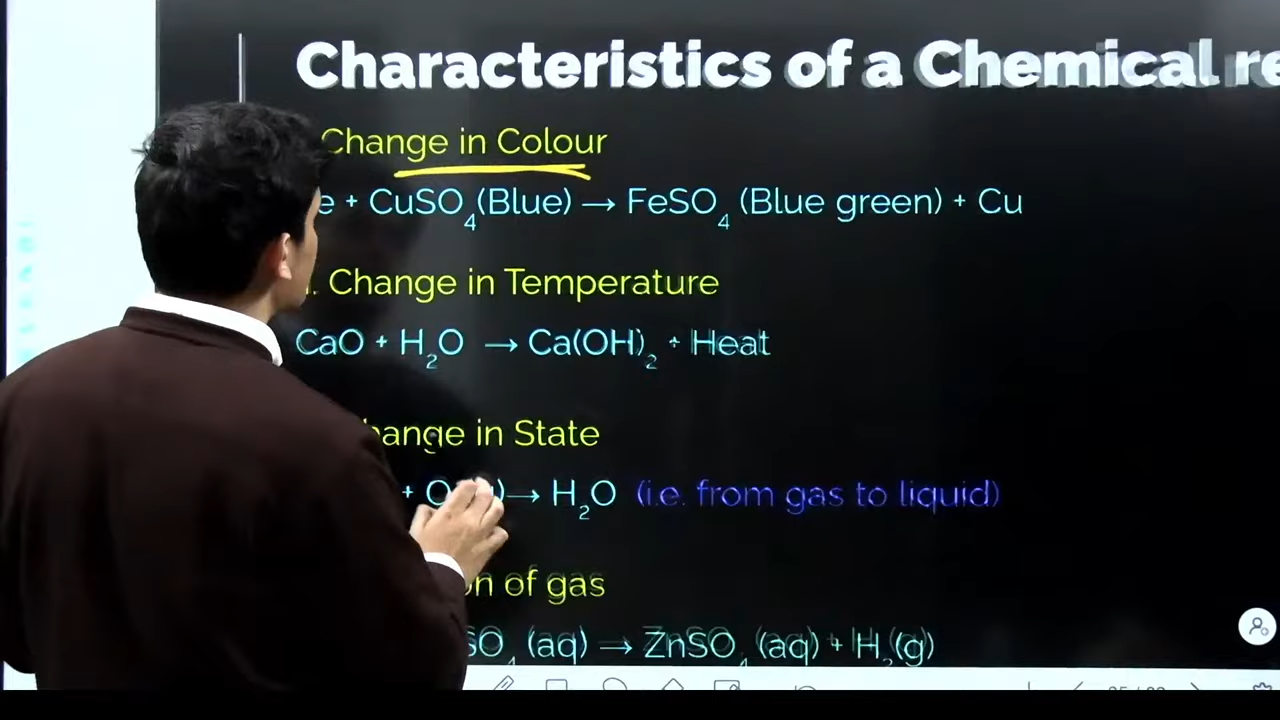 Characteristics of a Chemical re
Change in Colour
e + CuSO₄(Blue) → FeSO₄ (Blue green) + Cu
. Change in Temperature
CaO + H₂O → Ca(OH)₂ + Heat
hange in State
+ O → H₂O (i.e. from gas to liquid)
on of gas
SO₄ (aq) → ZnSO₄ (aq) + H₂(g)